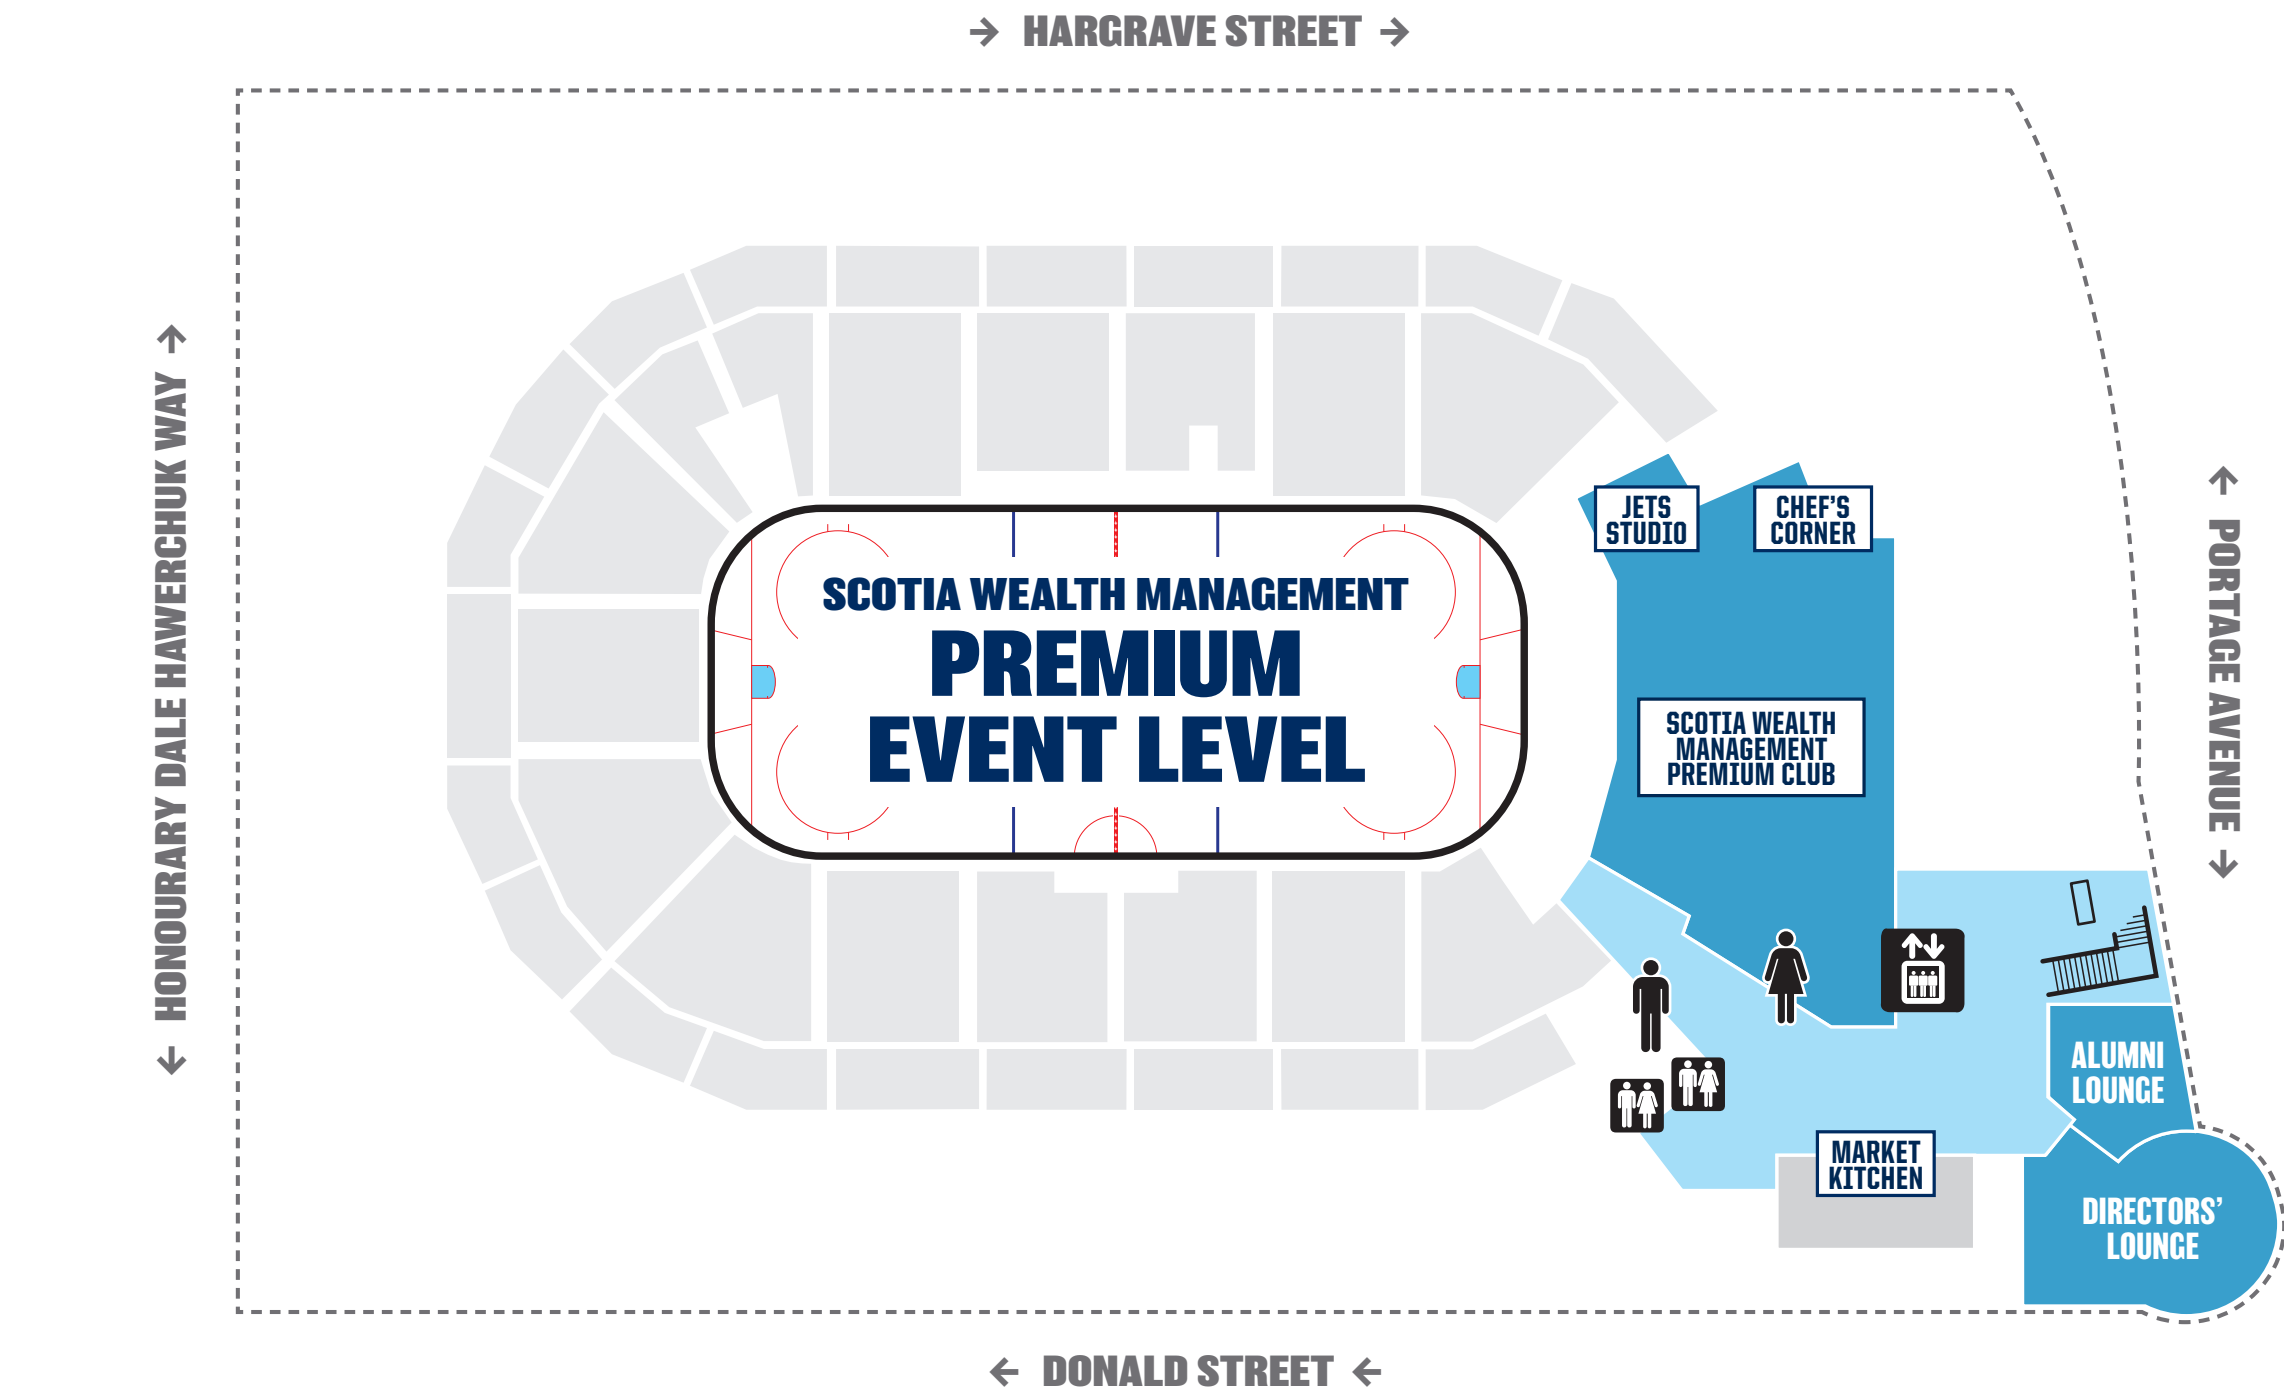 HARGRAVE STREET
HONOURARY DALE HAWERCHUK WAY
SCOTIA WEALTH MANAGEMENT
PREMIUM
EVENT LEVEL
JETS
STUDIO
CHEF'S
CORNER
SCOTIA WEALTH
MANAGEMENT
PREMIUM CLUB
PORTAGE AVENUE
ALUMNI
LOUNGE
MARKET
KITCHEN
DIRECTORS'
LOUNGE
DONALD STREET